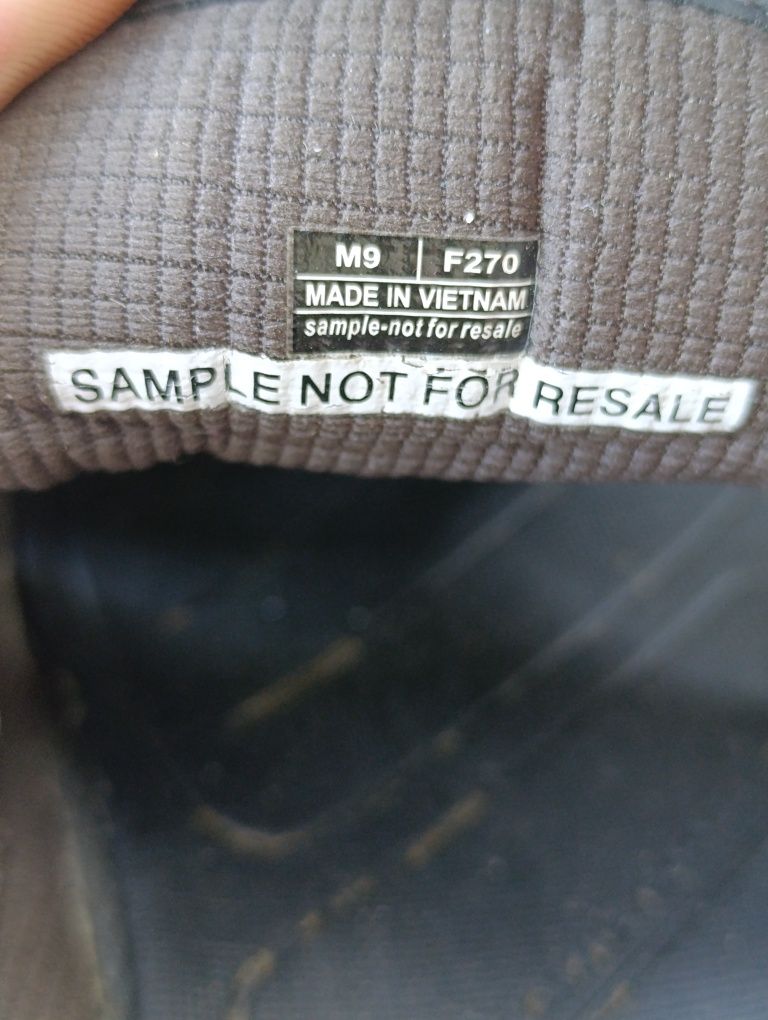 M9 | F270
MADE IN VIETNAM
sample-not for resale
SAMPLE NOT FOR RESALE